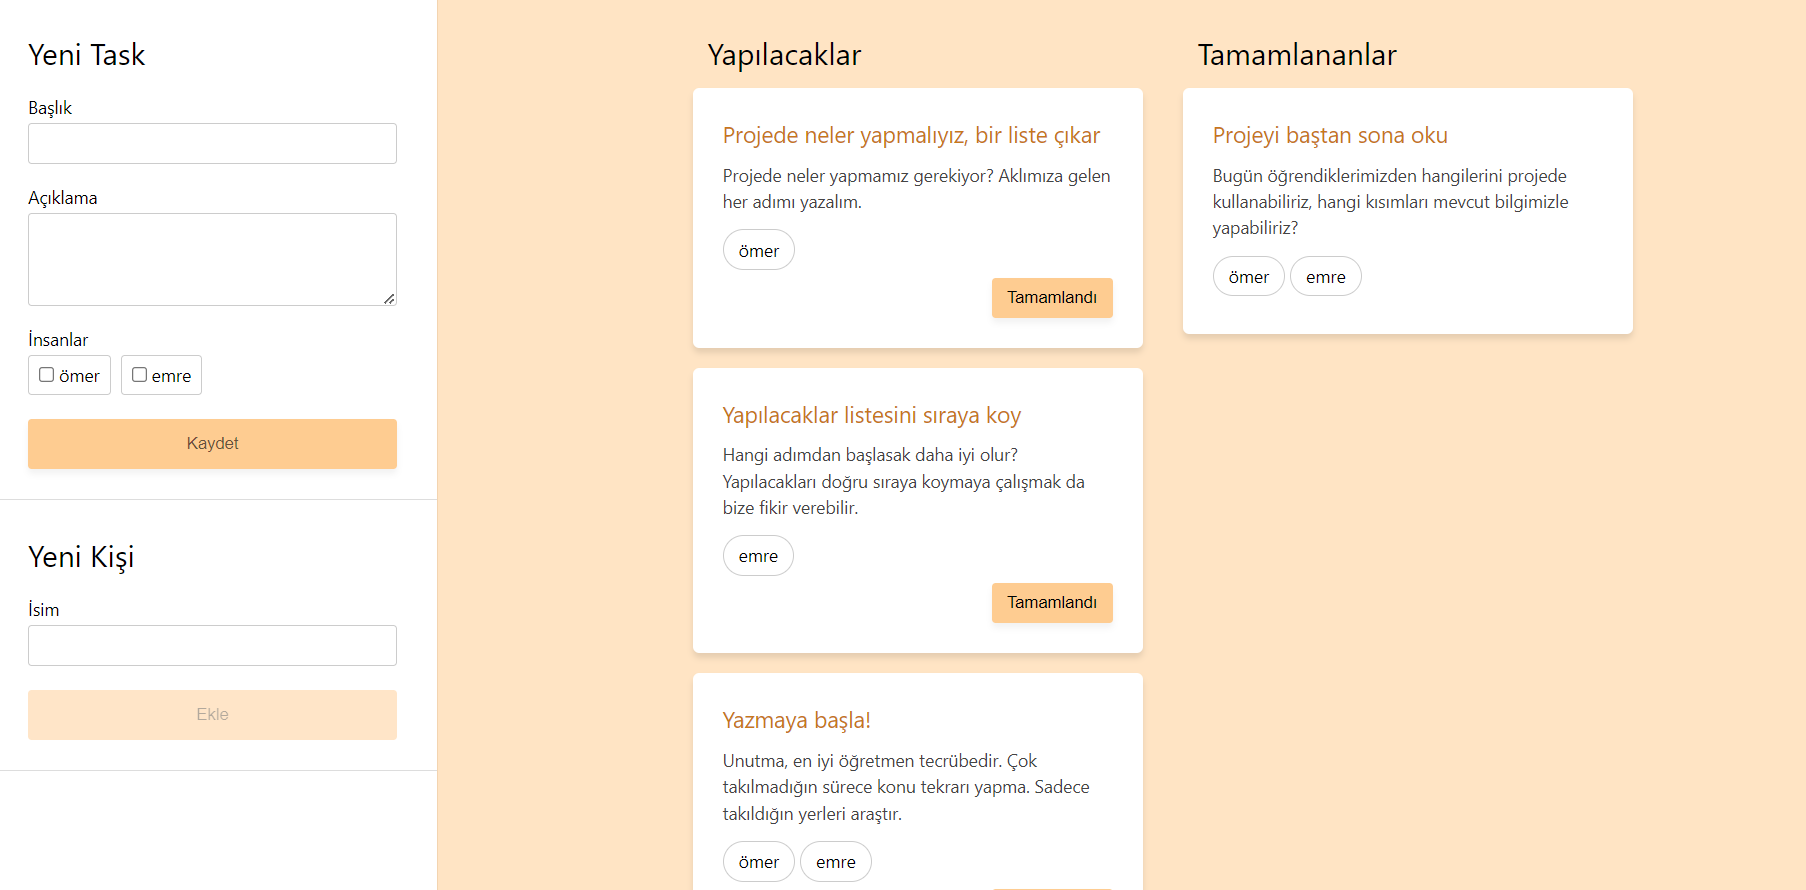 Yeni Task
Başlık
Açıklama
İnsanlar
ömer
emre
Kaydet
Yeni Kişi
İsim
Ekle
Yapılacaklar
Projede neler yapmalıyız, bir liste çıkar
Projede neler yapmamız gerekiyor? Aklımıza gelen
her adımı yazalım.
ömer
Tamamlandı
Yapılacaklar listesini sıraya koy
Hangi adımdan başlasak daha iyi olur?
Yapılacakları doğru sıraya koymaya çalışmak da
bize fikir verebilir.
emre
Tamamlandı
Yazmaya başla!
Unutma, en iyi öğretmen tecrübedir. Çok
takılmadığın sürece konu tekrarı yapma. Sadece
takıldığın yerleri araştır.
ömer
emre
Tamamlananlar
Projeyi baştan sona oku
Bugün öğrendiklerimizden hangilerini projede
kullanabiliriz, hangi kısımları mevcut bilgimizle
yapabiliriz?
ömer
emre